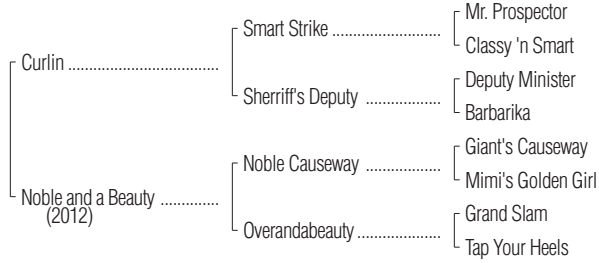 Mr. Prospector
Smart Strike ......................
Classy 'n Smart
Curlin ...................................
Deputy Minister
Sherriff's Deputy ..................
Barbarika
Giant's Causeway
Noble Causeway ..................
Mimi's Golden Girl
Noble and a Beauty ..............
(2012)
Grand Slam
Overandabeauty ...................
Tap Your Heels